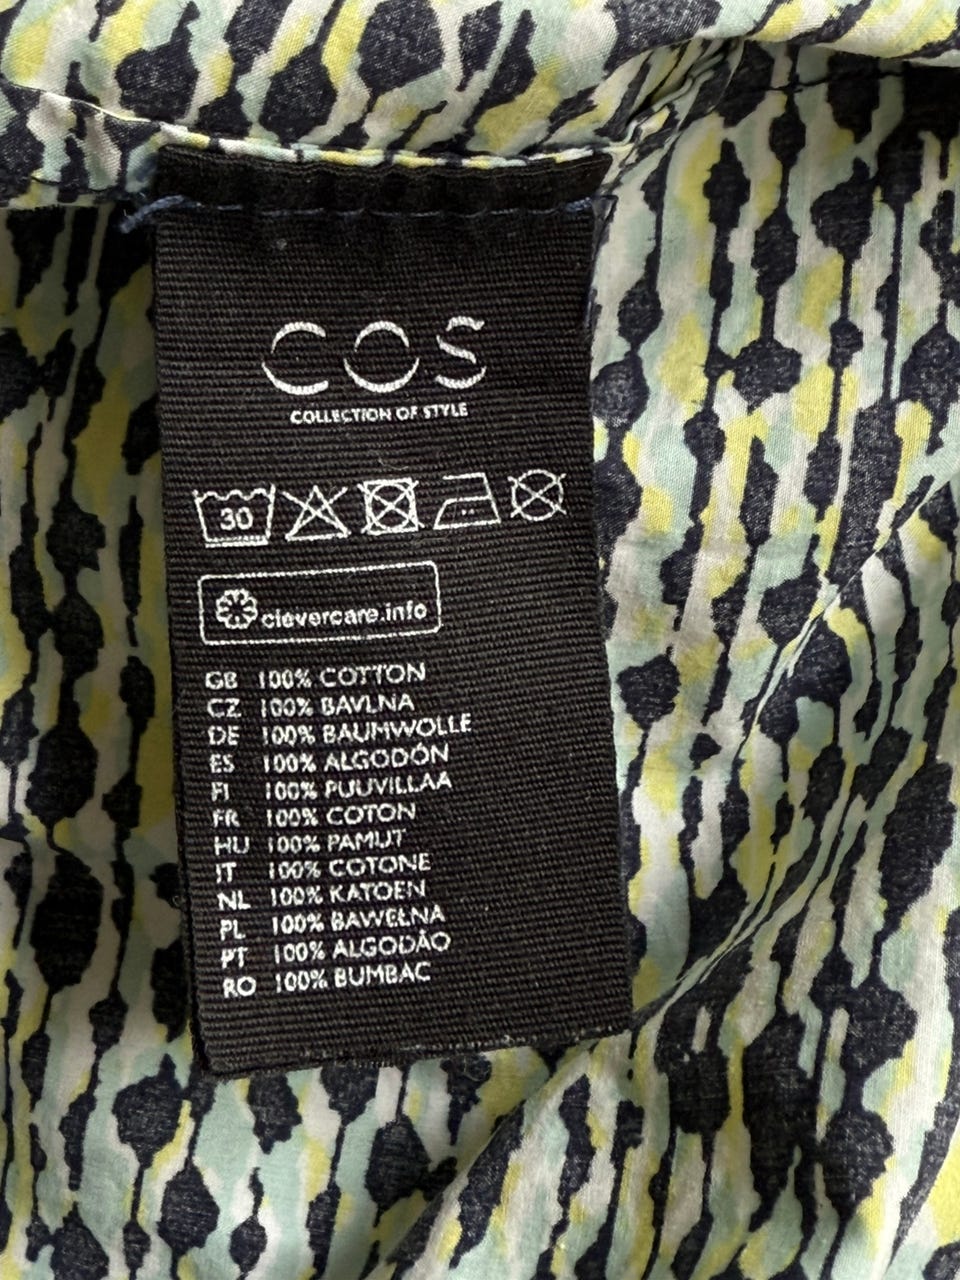 COS
COLLECTION OF STYLE
30
clevercare.info
GB 100% COTTON
CZ 100% BAVLNA
DE 100% BAUMWOLLE
ES 100% ALGODÓN
FI 100% PUUVILLAA
FR 100% COTON
HU 100% PAMUT
IT 100% COTONE
NL 100% KATOEN
PL 100% BAWEŁNA
PT 100% ALGODÃO
RO 100% BUMBAC